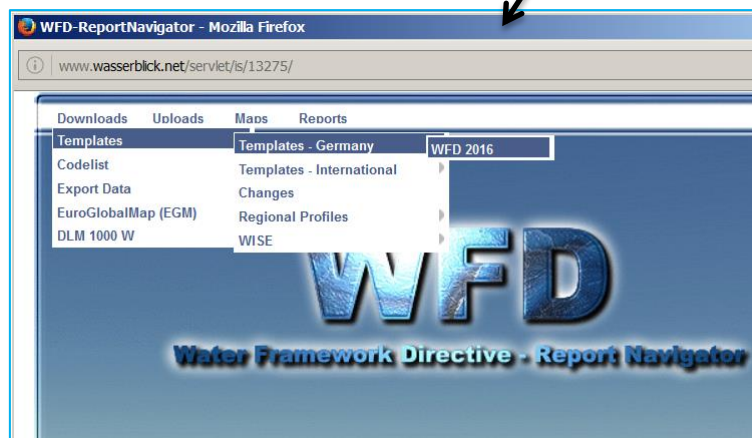 WFD-ReportNavigator - Mozilla Firefox
www.wasserblick.net/servlet/is/13275/
Downloads Uploads Maps Reports
Templates
Codelist
Export Data
EuroGlobalMap (EGM)
DLM 1000 W
Templates - Germany
Templates - International
Changes
Regional Profiles
WISE
WFD 2016
WFD
Water Framework Directive - Report Navigator